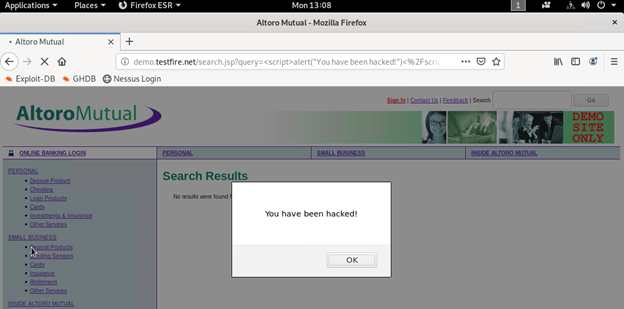 Applications Places Firefox ESR Mon 13:08 1
Altoro Mutual - Mozilla Firefox
Altoro Mutual
demo.testfire.net/search.jsp?query=<script>alert("You have been hacked!")<%2Fscrip
Exploit-DB GHDB Nessus Login
Sign In | Contact Us | Feedback | Search Go
AltoroMutual
DEMO
SITE
ONLY
ONLINE BANKING LOGIN PERSONAL SMALL BUSINESS INSIDE ALTORO MUTUAL
PERSONAL
Deposit Product
Checking
Loan Products
Cards
Investments & Insurance
Other Services
SMALL BUSINESS
Deposit Products
Services
Cards
Insurance
Retirement
Other Services
INSIDE ALTORO MUTUAL
Search Results
No results were found
You have been hacked!
OK